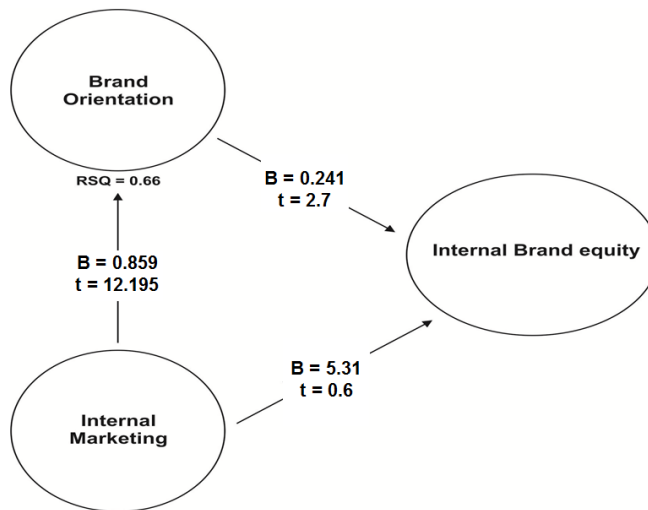 Brand
Orientation
RSQ = 0.66
B = 0.241
t = 2.7
Internal Brand equity
B = 0.859
t = 12.195
B = 5.31
t = 0.6
Internal
Marketing